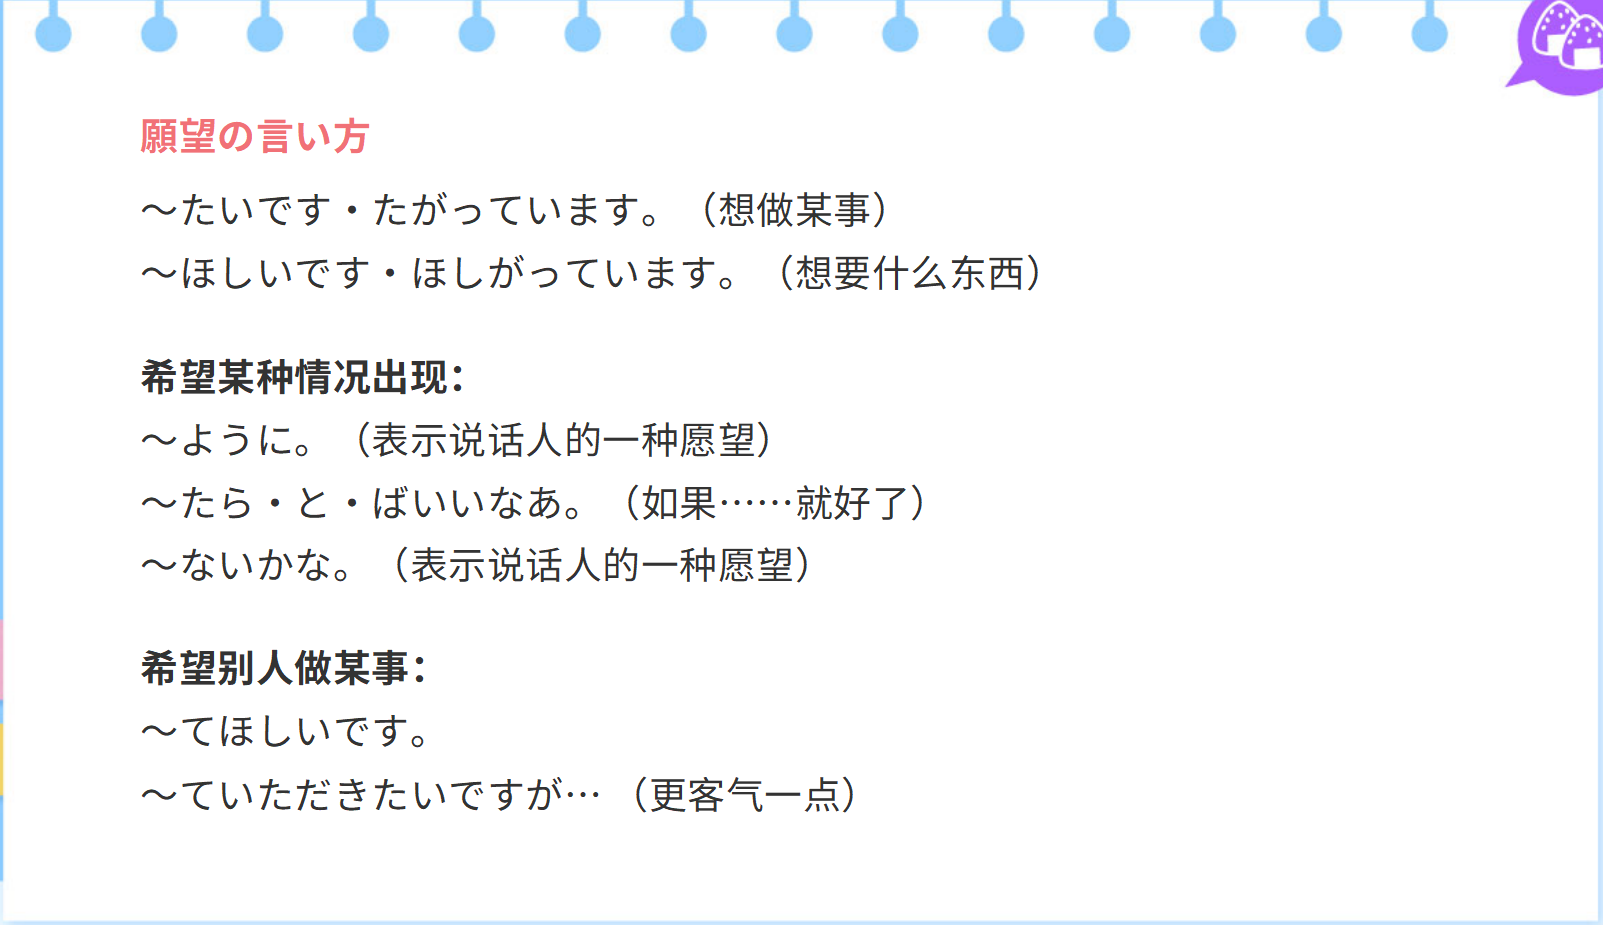 願望の言い方
～たいです・たがっています。（想做某事）
～ほしいです・ほしがっています。（想要什么东西）
希望某种情况出现：
～ように。（表示说话人的一种愿望）
～たら・と・ばいいなあ。（如果……就好了）
～ないかな。（表示说话人的一种愿望）
希望别人做某事：
～てほしいです。
～ていただきたいですが…（更客气一点）